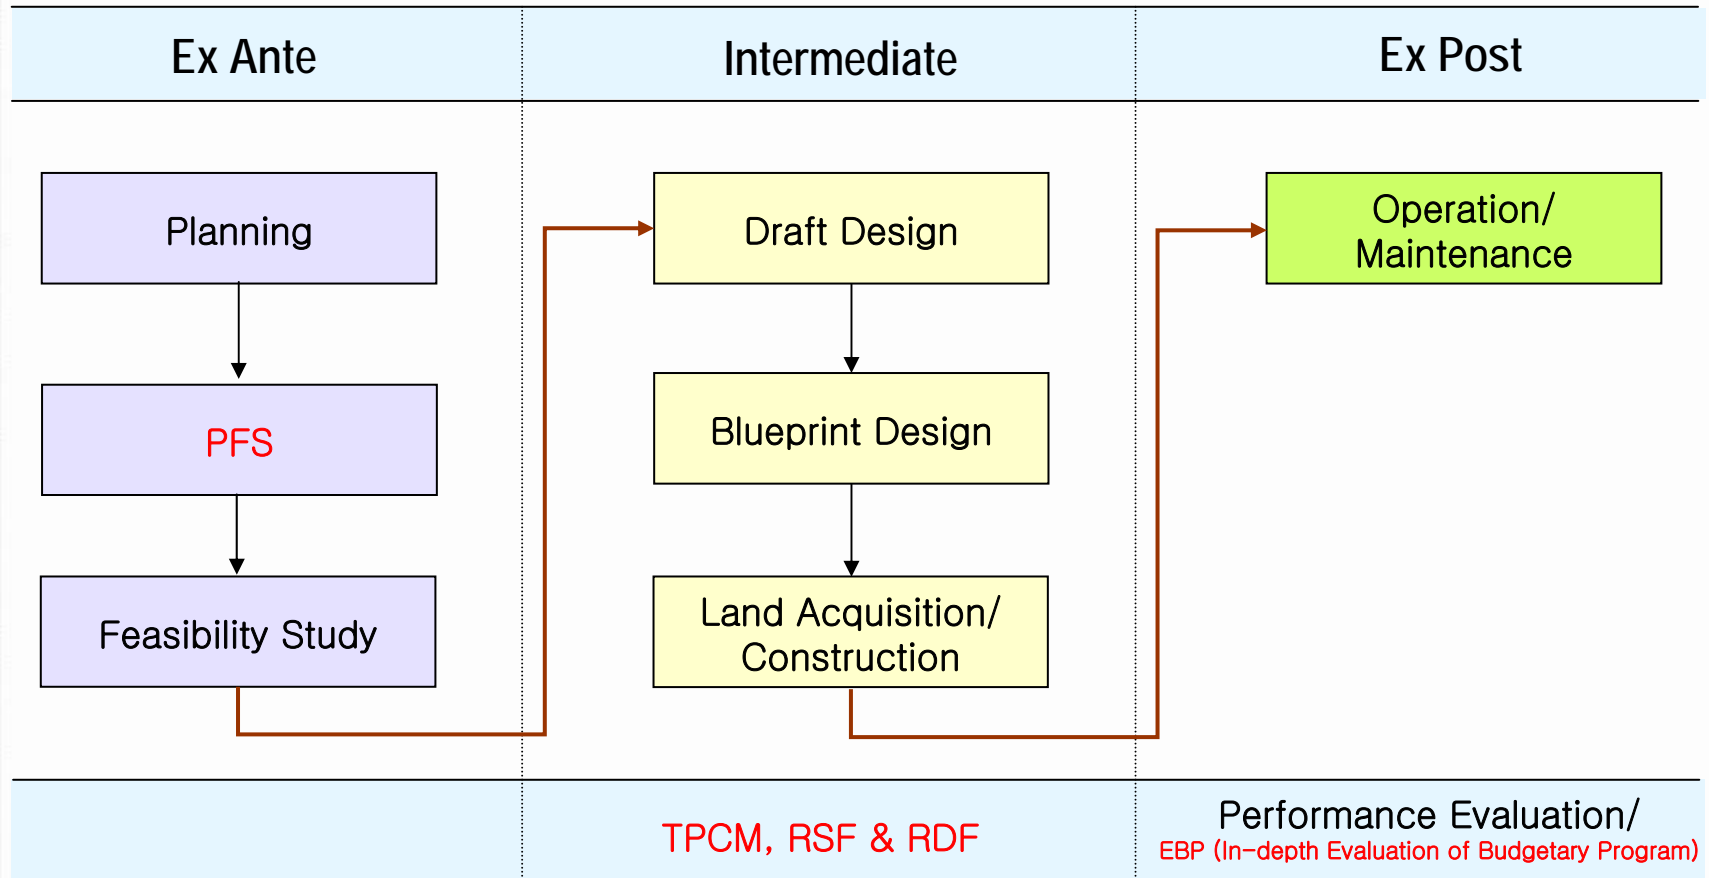 Ex Ante
Intermediate
Ex Post
Planning
PFS
Feasibility Study
Draft Design
Blueprint Design
Land Acquisition/
Construction
Operation/
Maintenance
TPCM, RSF & RDF
Performance Evaluation/
EBP (In-depth Evaluation of Budgetary Program)